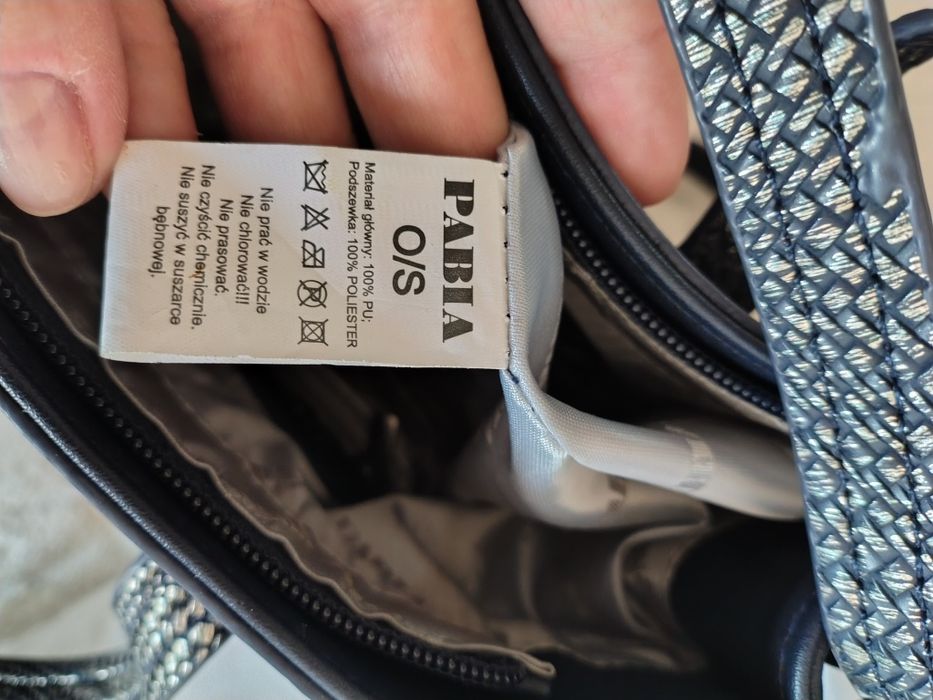 PABIA
O/S
Materiał główny: 100% PU;
Podszewka: 100% POLIESTER
Nie prać w wodzie
Nie chlorować!!!
Nie prasować.
Nie czyścić chemicznie.
Nie suszyć w suszarce
bębnowej.